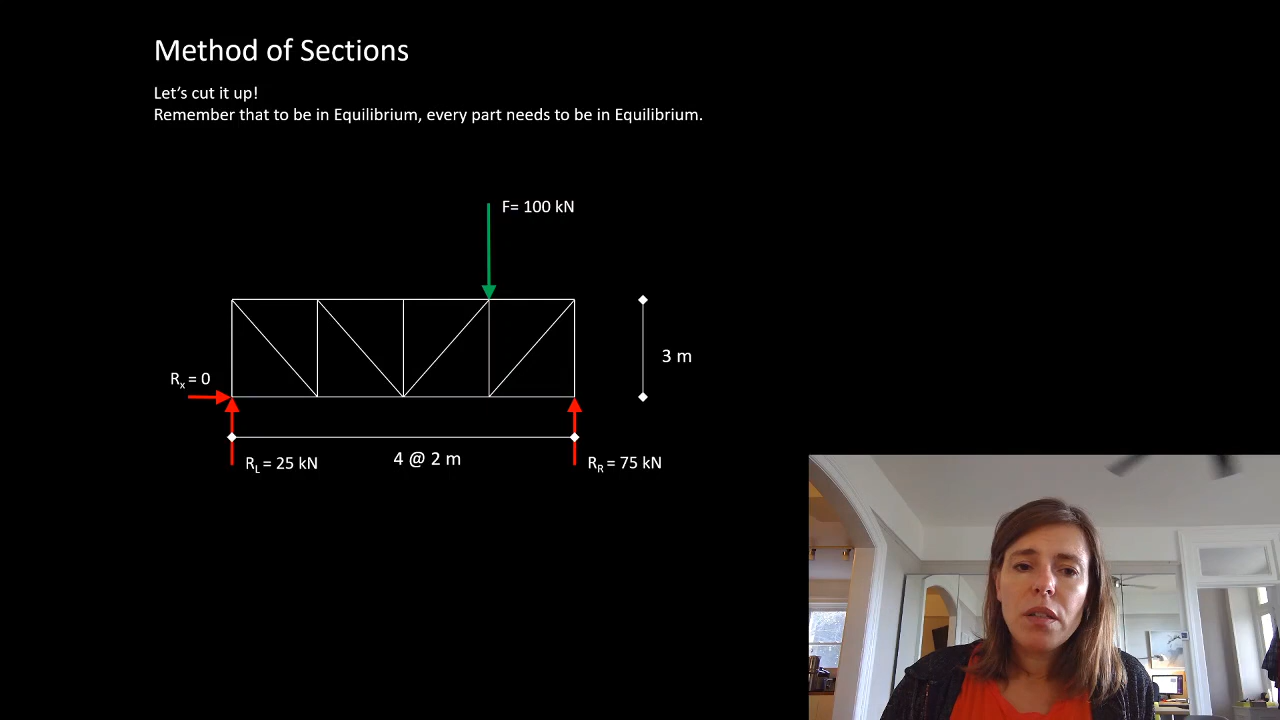 Method of Sections
Let's cut it up!
Remember that to be in Equilibrium, every part needs to be in Equilibrium.
F= 100 kN
3 m
Rx = 0
4 @ 2 m
RL = 25 kN
RR = 75 kN